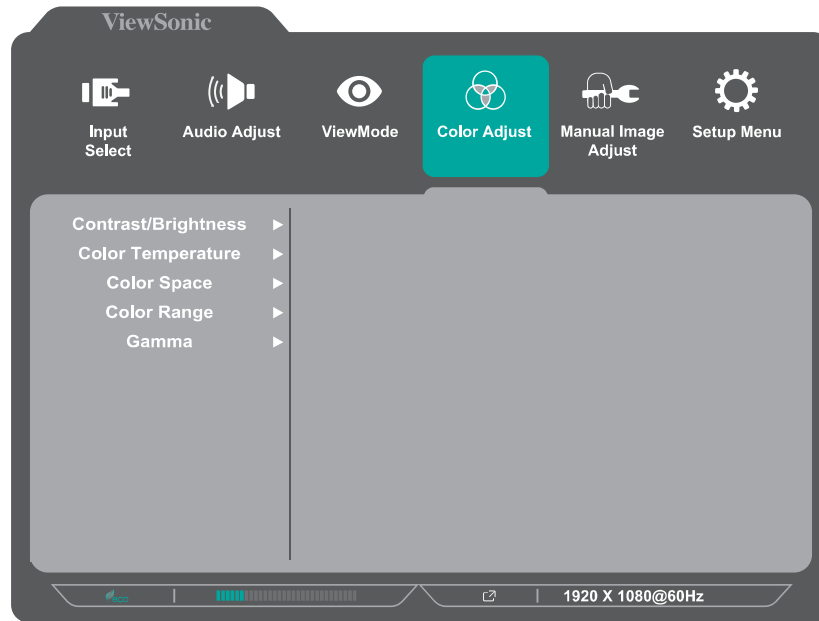 ViewSonic
Input
Select
Audio Adjust
ViewMode
Color Adjust
Manual Image
Adjust
Setup Menu
Contrast/Brightness
Color Temperature
Color Space
Color Range
Gamma
eco
1920 X 1080@60Hz